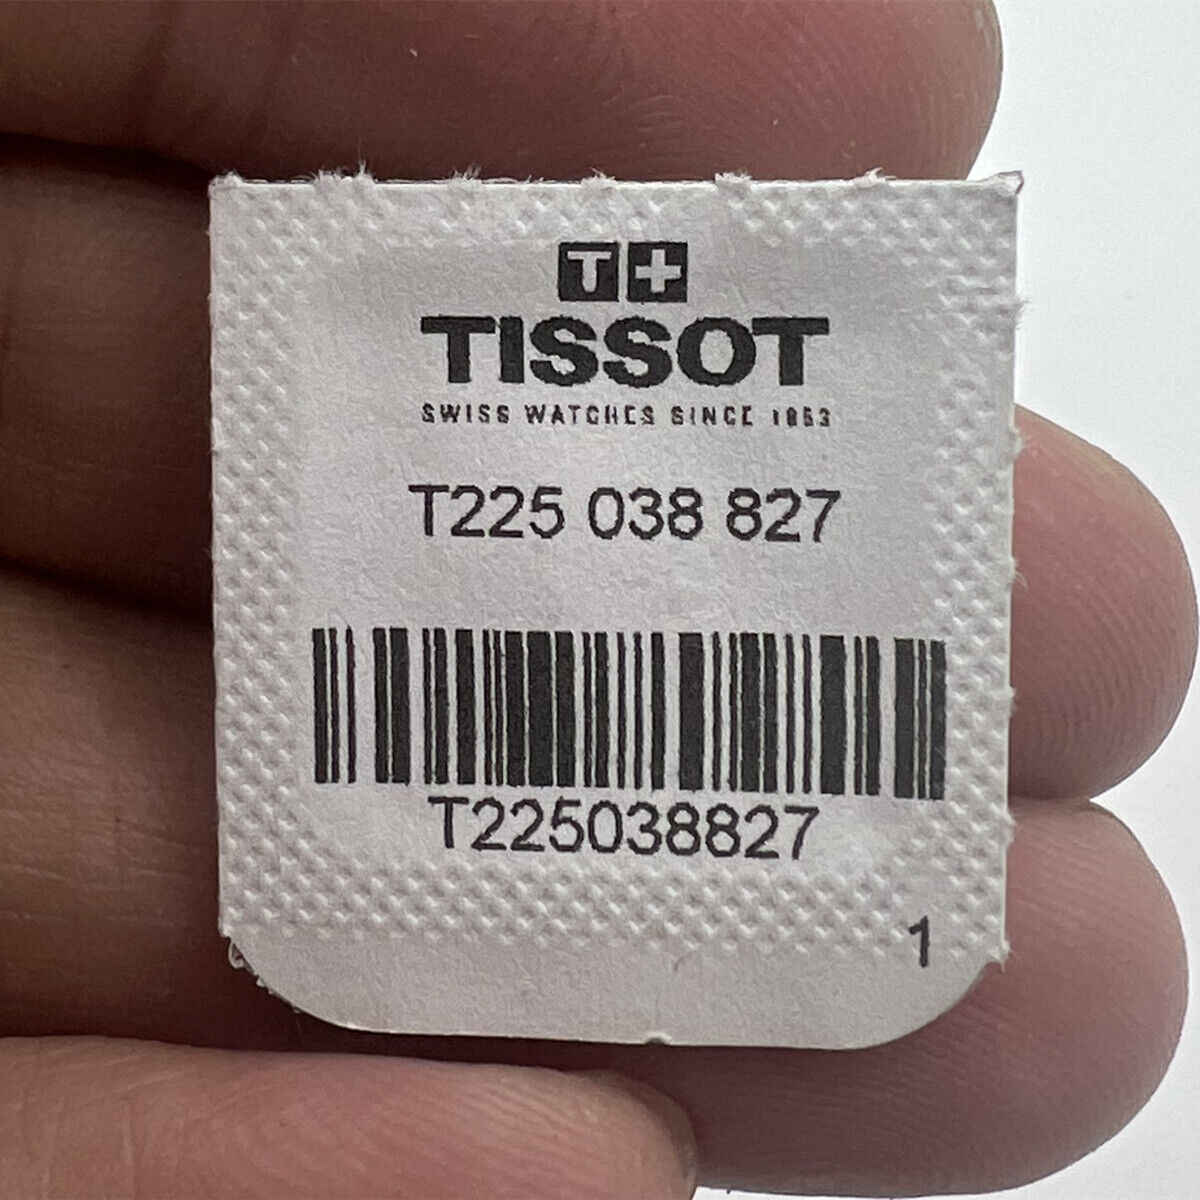 T+
TISSOT
SWISS WATCHES SINCE 1853
T225 038 827
T225038827
1